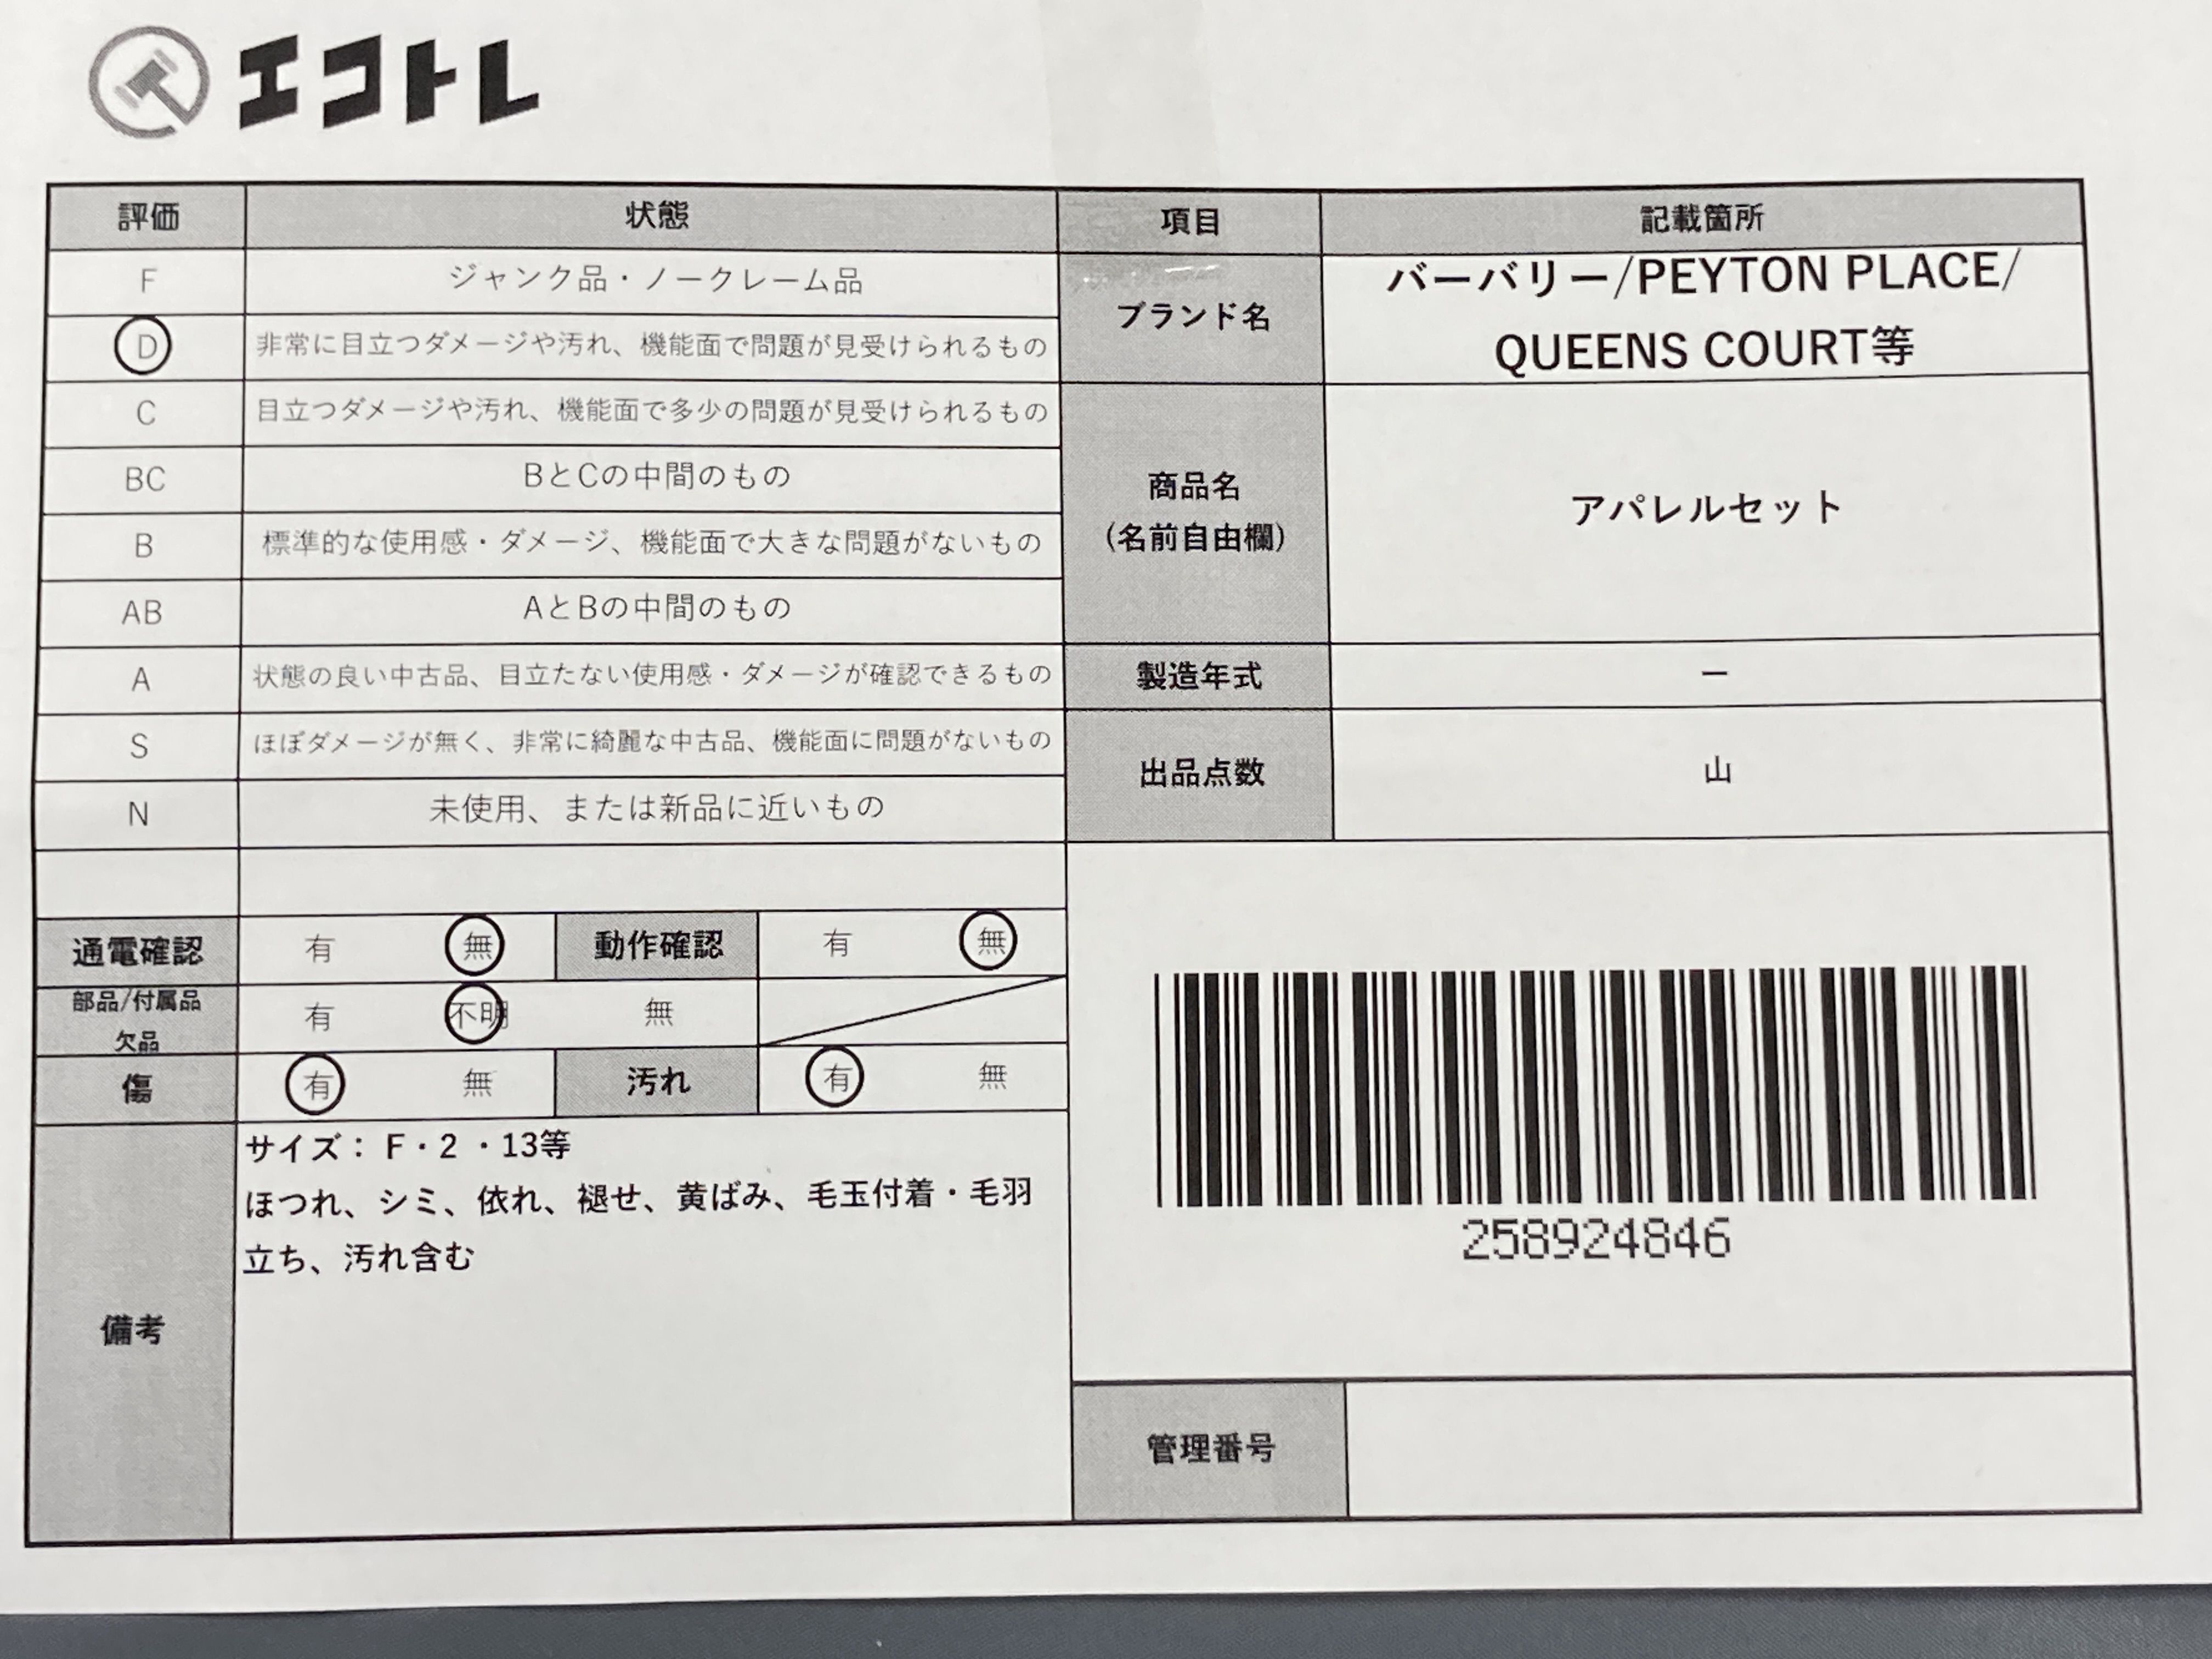 エコトレ
評価 状態 項目 記載箇所
F ジャンク品・ノークレーム品
D 非常に目立つダメージや汚れ、機能面で問題が見受けられるもの
C 目立つダメージや汚れ、機能面で多少の問題が見受けられるもの
BC BとCの中間のもの
B 標準的な使用感・ダメージ、機能面で大きな問題がないもの
AB AとBの中間のもの
A 状態の良い中古品、目立たない使用感・ダメージが確認できるもの
S ほぼダメージが無く、非常に綺麗な中古品、機能面に問題がないもの
N 未使用、または新品に近いもの
ブランド名
バーバリー/PEYTON PLACE/
QUEENS COURT等
商品名
(名前自由欄)
アパレルセット
製造年式 ー
出品点数 山
通電確認 有 無 動作確認 有 無
部品/付属品
欠品
有 不明 無
傷 有 無 汚れ 有 無
備考
サイズ： F・2 ・13等
ほつれ、シミ、依れ、褪せ、黄ばみ、毛玉付着・毛羽
立ち、汚れ含む
258924846
管理番号